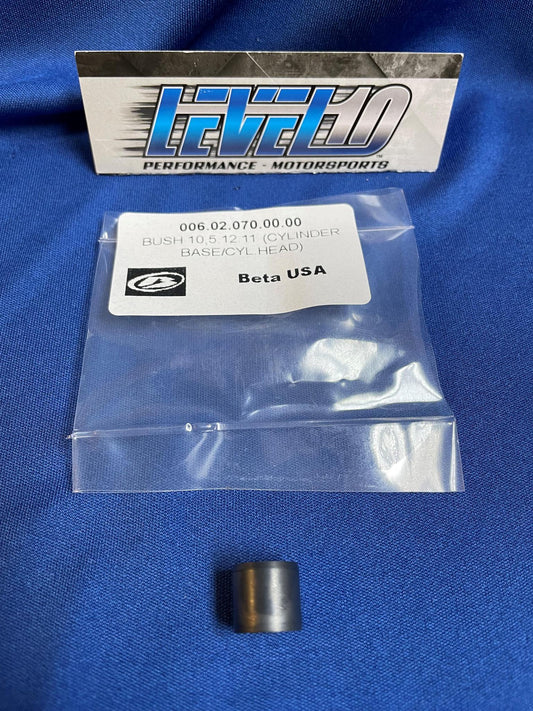 LEVEL10
PERFORMANCE - MOTORSPORTS
TM
006.02.070.00.00
BUSH 10,5.12.11 (CYLINDER
BASE/CYL.HEAD)
Beta USA